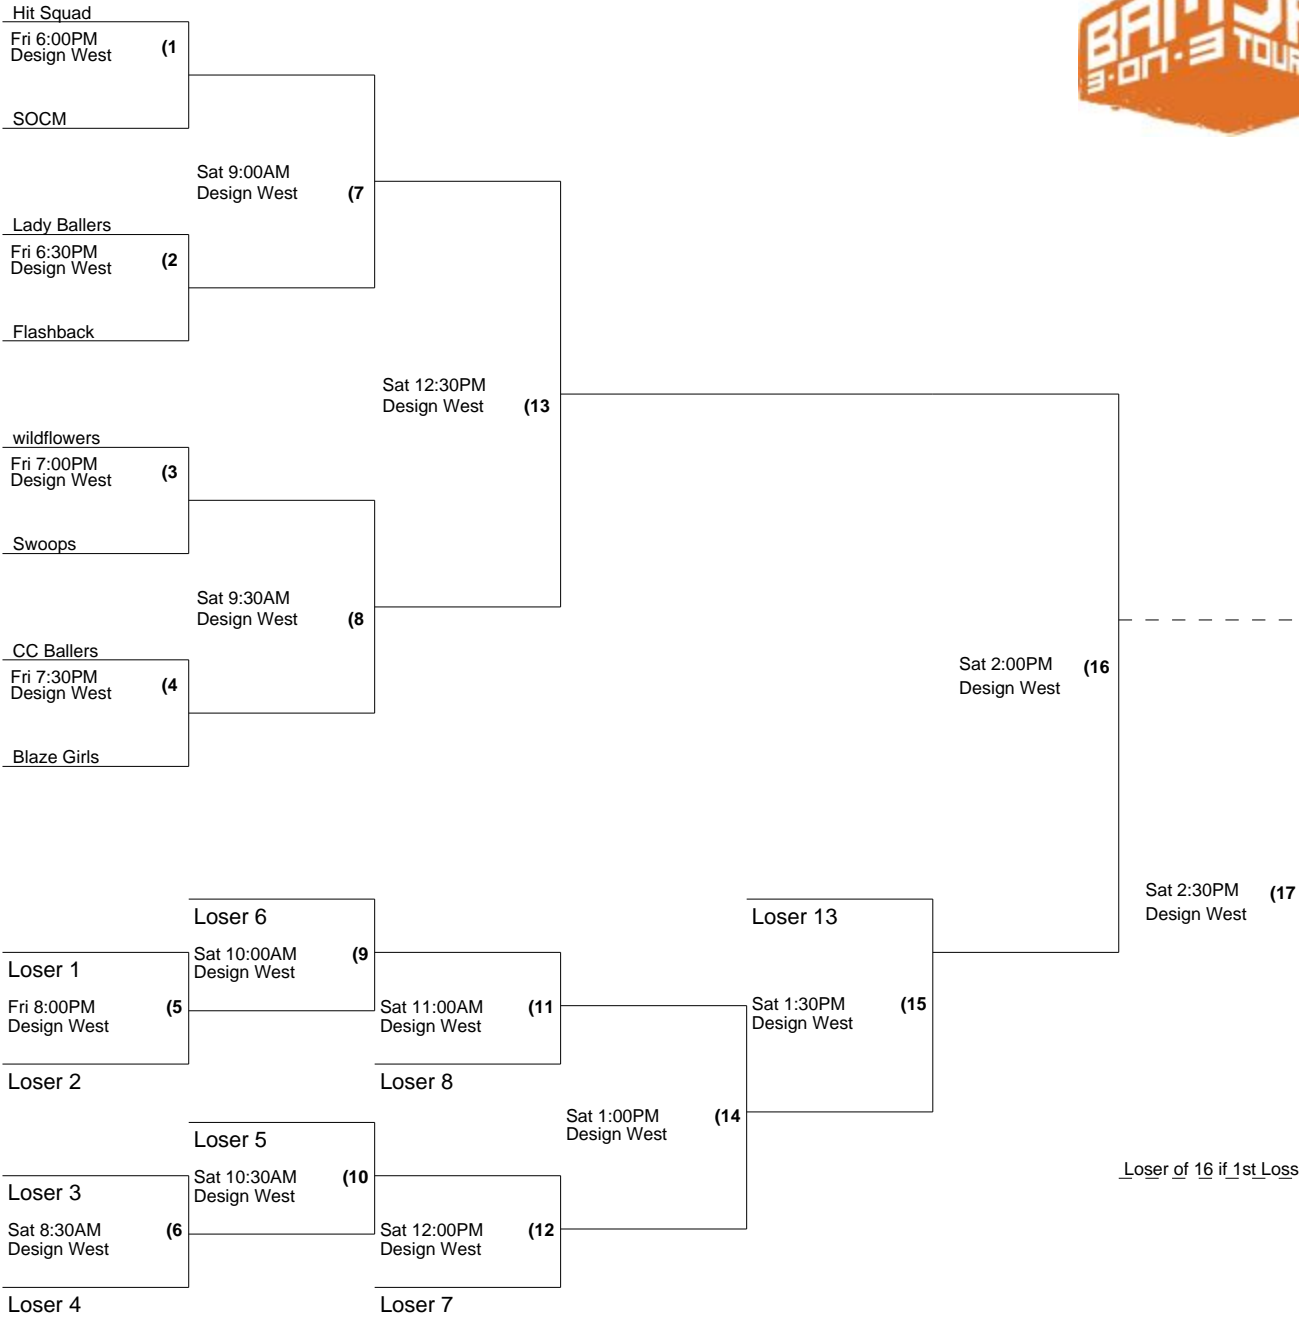 Hit Squad
Fri 6:00PM
Design West
(1
SOCM
Sat 9:00AM
Design West
(7
Lady Ballers
Fri 6:30PM
Design West
(2
Flashback
Sat 12:30PM
Design West
(13
wildflowers
Fri 7:00PM
Design West
(3
Swoops
Sat 9:30AM
Design West
(8
CC Ballers
Fri 7:30PM
Design West
(4
Blaze Girls
Sat 2:00PM
Design West
(16
Sat 2:30PM
Design West
(17
Loser 6
Sat 10:00AM
Design West
(9
Loser 1
Fri 8:00PM
Design West
(5
Loser 2
Sat 11:00AM
Design West
(11
Loser 8
Loser 13
Sat 1:30PM
Design West
(15
Sat 1:00PM
Design West
(14
Loser 5
Sat 10:30AM
Design West
(10
Loser 3
Sat 8:30AM
Design West
(6
Loser 4
Sat 12:00PM
Design West
(12
Loser 7
Loser of 16 if 1st Loss
3-on-3